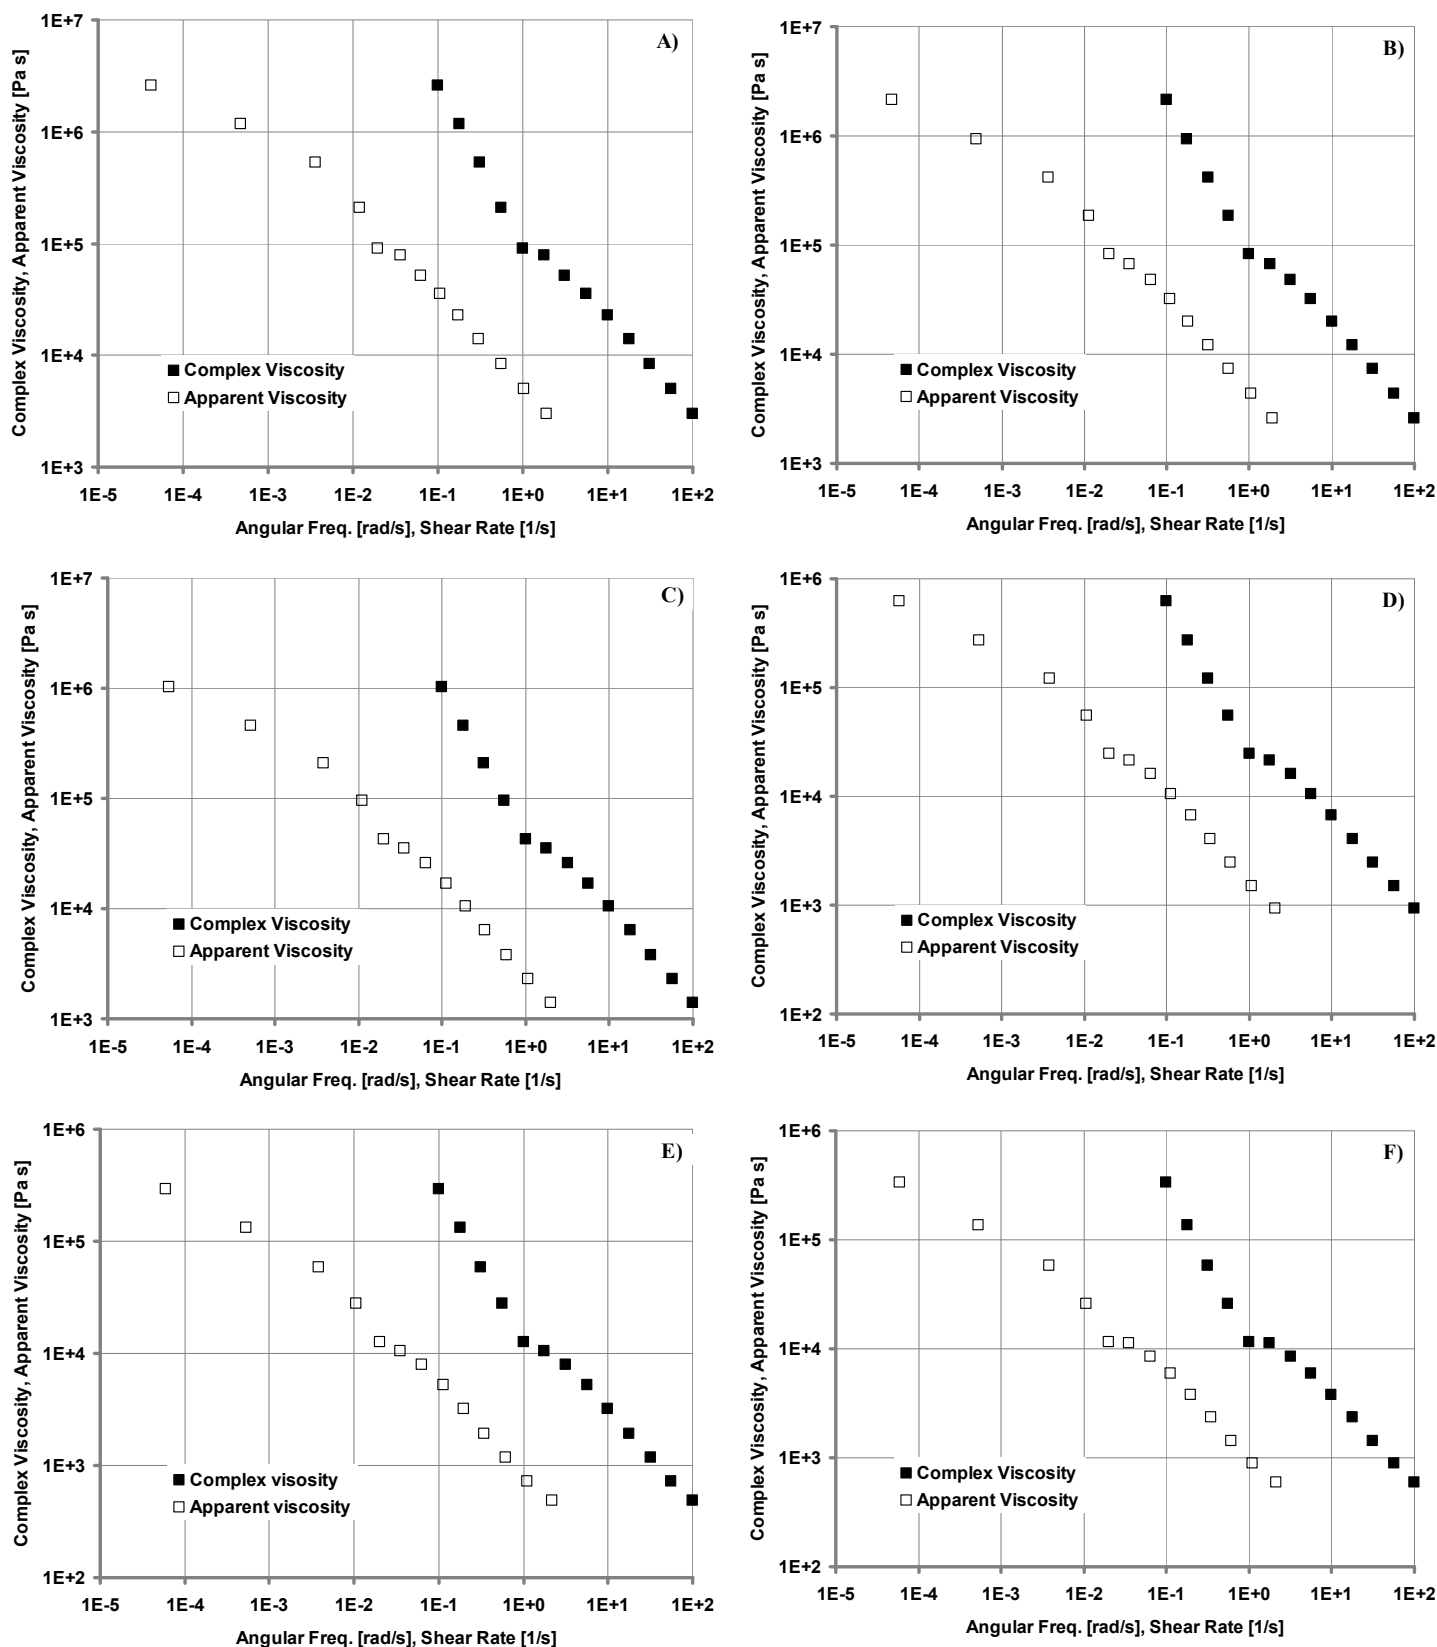 A)
Complex Viscosity, Apparent Viscosity [Pa s]
1E+7
1E+6
1E+5
1E+4
1E+3
Complex Viscosity
Apparent Viscosity
1E-5 1E-4 1E-3 1E-2 1E-1 1E+0 1E+1 1E+2
Angular Freq. [rad/s], Shear Rate [1/s]
B)
Complex Viscosity, Apparent Viscosity [Pa s]
1E+7
1E+6
1E+5
1E+4
1E+3
Complex Viscosity
Apparent Viscosity
1E-5 1E-4 1E-3 1E-2 1E-1 1E+0 1E+1 1E+2
Angular Freq. [rad/s], Shear Rate [1/s]
C)
Complex Viscosity, Apparent Viscosity [Pa s]
1E+7
1E+6
1E+5
1E+4
1E+3
Complex Viscosity
Apparent Viscosity
1E-5 1E-4 1E-3 1E-2 1E-1 1E+0 1E+1 1E+2
Angular Freq. [rad/s], Shear Rate [1/s]
D)
Complex Viscosity, Apparent Viscosity [Pa s]
1E+6
1E+5
1E+4
1E+3
1E+2
Complex Viscosity
Apparent Viscosity
1E-5 1E-4 1E-3 1E-2 1E-1 1E+0 1E+1 1E+2
Angular Freq. [rad/s], Shear Rate [1/s]
E)
Complex Viscosity, Apparent Viscosity [Pa s]
1E+6
1E+5
1E+4
1E+3
1E+2
Complex visosity
Apparent viscosity
1E-5 1E-4 1E-3 1E-2 1E-1 1E+0 1E+1 1E+2
Angular Freq. [rad/s], Shear Rate [1/s]
F)
Complex Viscosity, Apparent Viscosity [Pa s]
1E+6
1E+5
1E+4
1E+3
1E+2
Complex Viscosity
Apparent Viscosity
1E-5 1E-4 1E-3 1E-2 1E-1 1E+0 1E+1 1E+2
Angular Freq. [rad/s], Shear Rate [1/s]